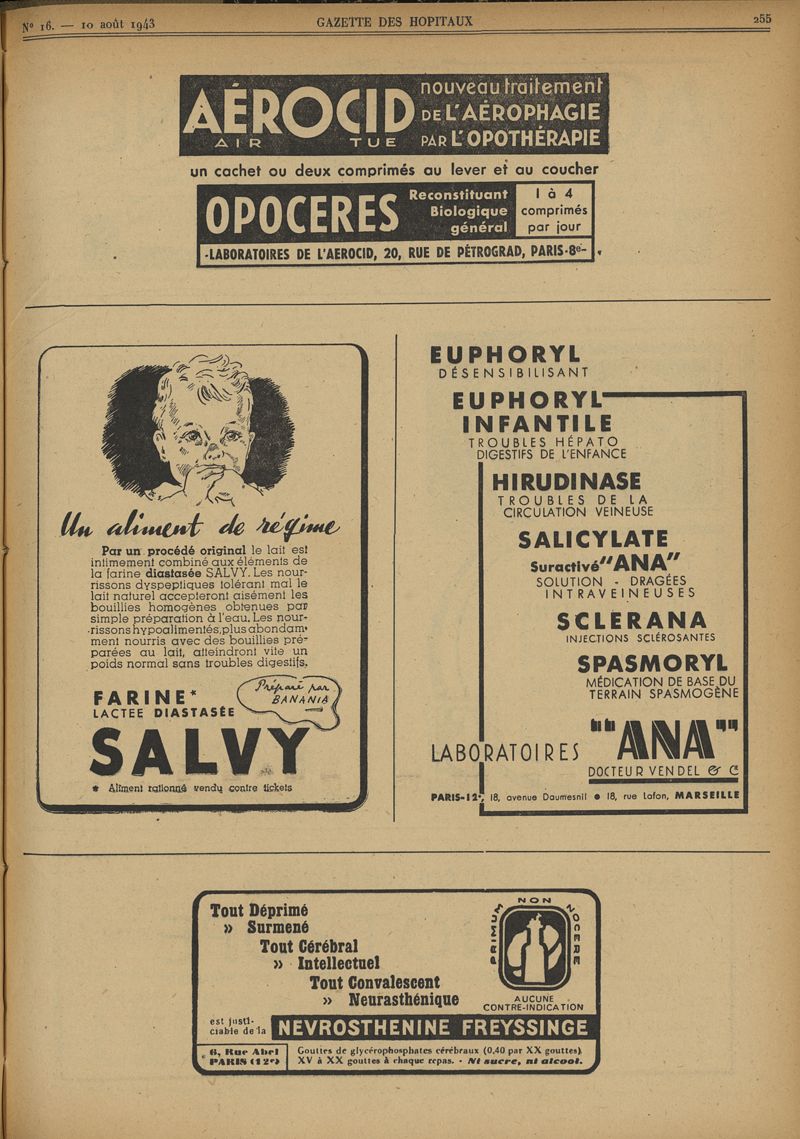 Nº 16. — 10 août 1943
GAZETTE DES HOPITAUX
255
AÉROCID
AIR TUE
nouveau traitement
DE L'AÉROPHAGIE
PAR L'OPOTHÉRAPIE
un cachet ou deux comprimés au lever et au coucher
OPOCERES
Reconstituant
Biologique
général
1 à 4
comprimés
par jour
-LABORATOIRES DE L'AEROCID, 20, RUE DE PÉTROGRAD, PARIS-8e-
Un aliment de régime
Par un procédé original le lait est
intimement combiné aux éléments de
la farine diastasée SALVY. Les nour-
rissons dyspeptiques tolérant mal le
lait naturel accepteront aisément les
bouillies homogènes obtenues par
simple préparation à l'eau. Les nour-
rissons hypoalimentés, plus abondam-
ment nourris avec des bouillies pré-
parées au lait, atteindront vite un
poids normal sans troubles digestifs.
FARINE*
LACTEE DIASTASÉE
Préparé par
BANANIA
SALVY
* Aliment rationné vendu contre tickets
EUPHORYL
DÉSENSIBILISANT
EUPHORYL
INFANTILE
TROUBLES HÉPATO
DIGESTIFS DE L'ENFANCE
HIRUDINASE
TROUBLES DE LA
CIRCULATION VEINEUSE
SALICYLATE
Suractivé "ANA"
SOLUTION - DRAGÉES
INTRAVEINEUSES
SCLERANA
INJECTIONS SCLÉROSANTES
SPASMORYL
MÉDICATION DE BASE DU
TERRAIN SPASMOGÈNE
LABORATOIRES "ANA"
DOCTEUR VENDEL & Cie
PARIS-12e, 18, avenue Daumesnil • 18, rue Lafon, MARSEILLE
Tout Déprimé
» Surmené
Tout Cérébral
» Intellectuel
Tout Convalescent
» Neurasthénique
PRIMUM NON NOCERE
AUCUNE
CONTRE-INDICATION
est justi-
ciable de la
NEVROSTHENINE FREYSSINGE
6, Rue Abel
PARIS (12e)
Gouttes de glycérophosphates cérébraux (0,40 par XX gouttes).
XV à XX gouttes à chaque repas. - Ni sucre, ni alcool.